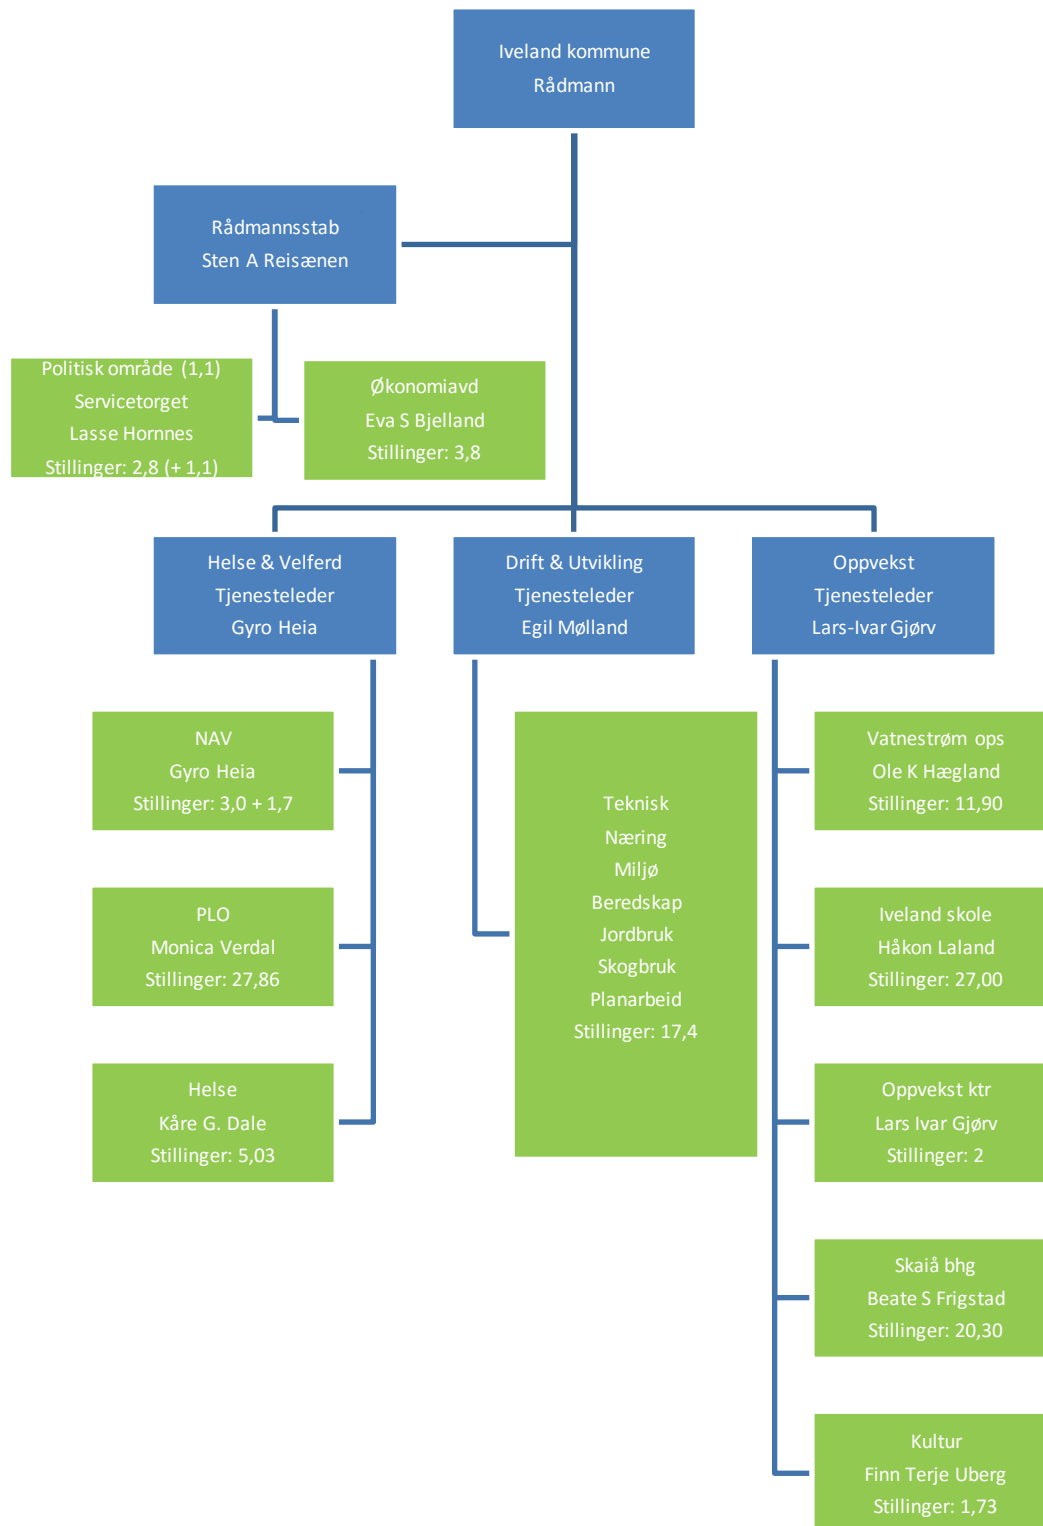 Iveland kommune
Rådmann
Rådmannsstab
Sten A Reisænen
Politisk område (1,1)
Servicetorget
Lasse Hornnes
Stillinger: 2,8 (+ 1,1)
Økonomiavd
Eva S Bjelland
Stillinger: 3,8
Helse & Velferd
Tjenesteleder
Gyro Heia
Drift & Utvikling
Tjenesteleder
Egil Mølland
Oppvekst
Tjenesteleder
Lars-Ivar Gjørv
NAV
Gyro Heia
Stillinger: 3,0 + 1,7
PLO
Monica Verdal
Stillinger: 27,86
Helse
Kåre G. Dale
Stillinger: 5,03
Teknisk
Næring
Miljø
Beredskap
Jordbruk
Skogbruk
Planarbeid
Stillinger: 17,4
Vatnestrøm ops
Ole K Hægland
Stillinger: 11,90
Iveland skole
Håkon Laland
Stillinger: 27,00
Oppvekst ktr
Lars Ivar Gjørv
Stillinger: 2
Skaiå bhg
Beate S Frigstad
Stillinger: 20,30
Kultur
Finn Terje Uberg
Stillinger: 1,73